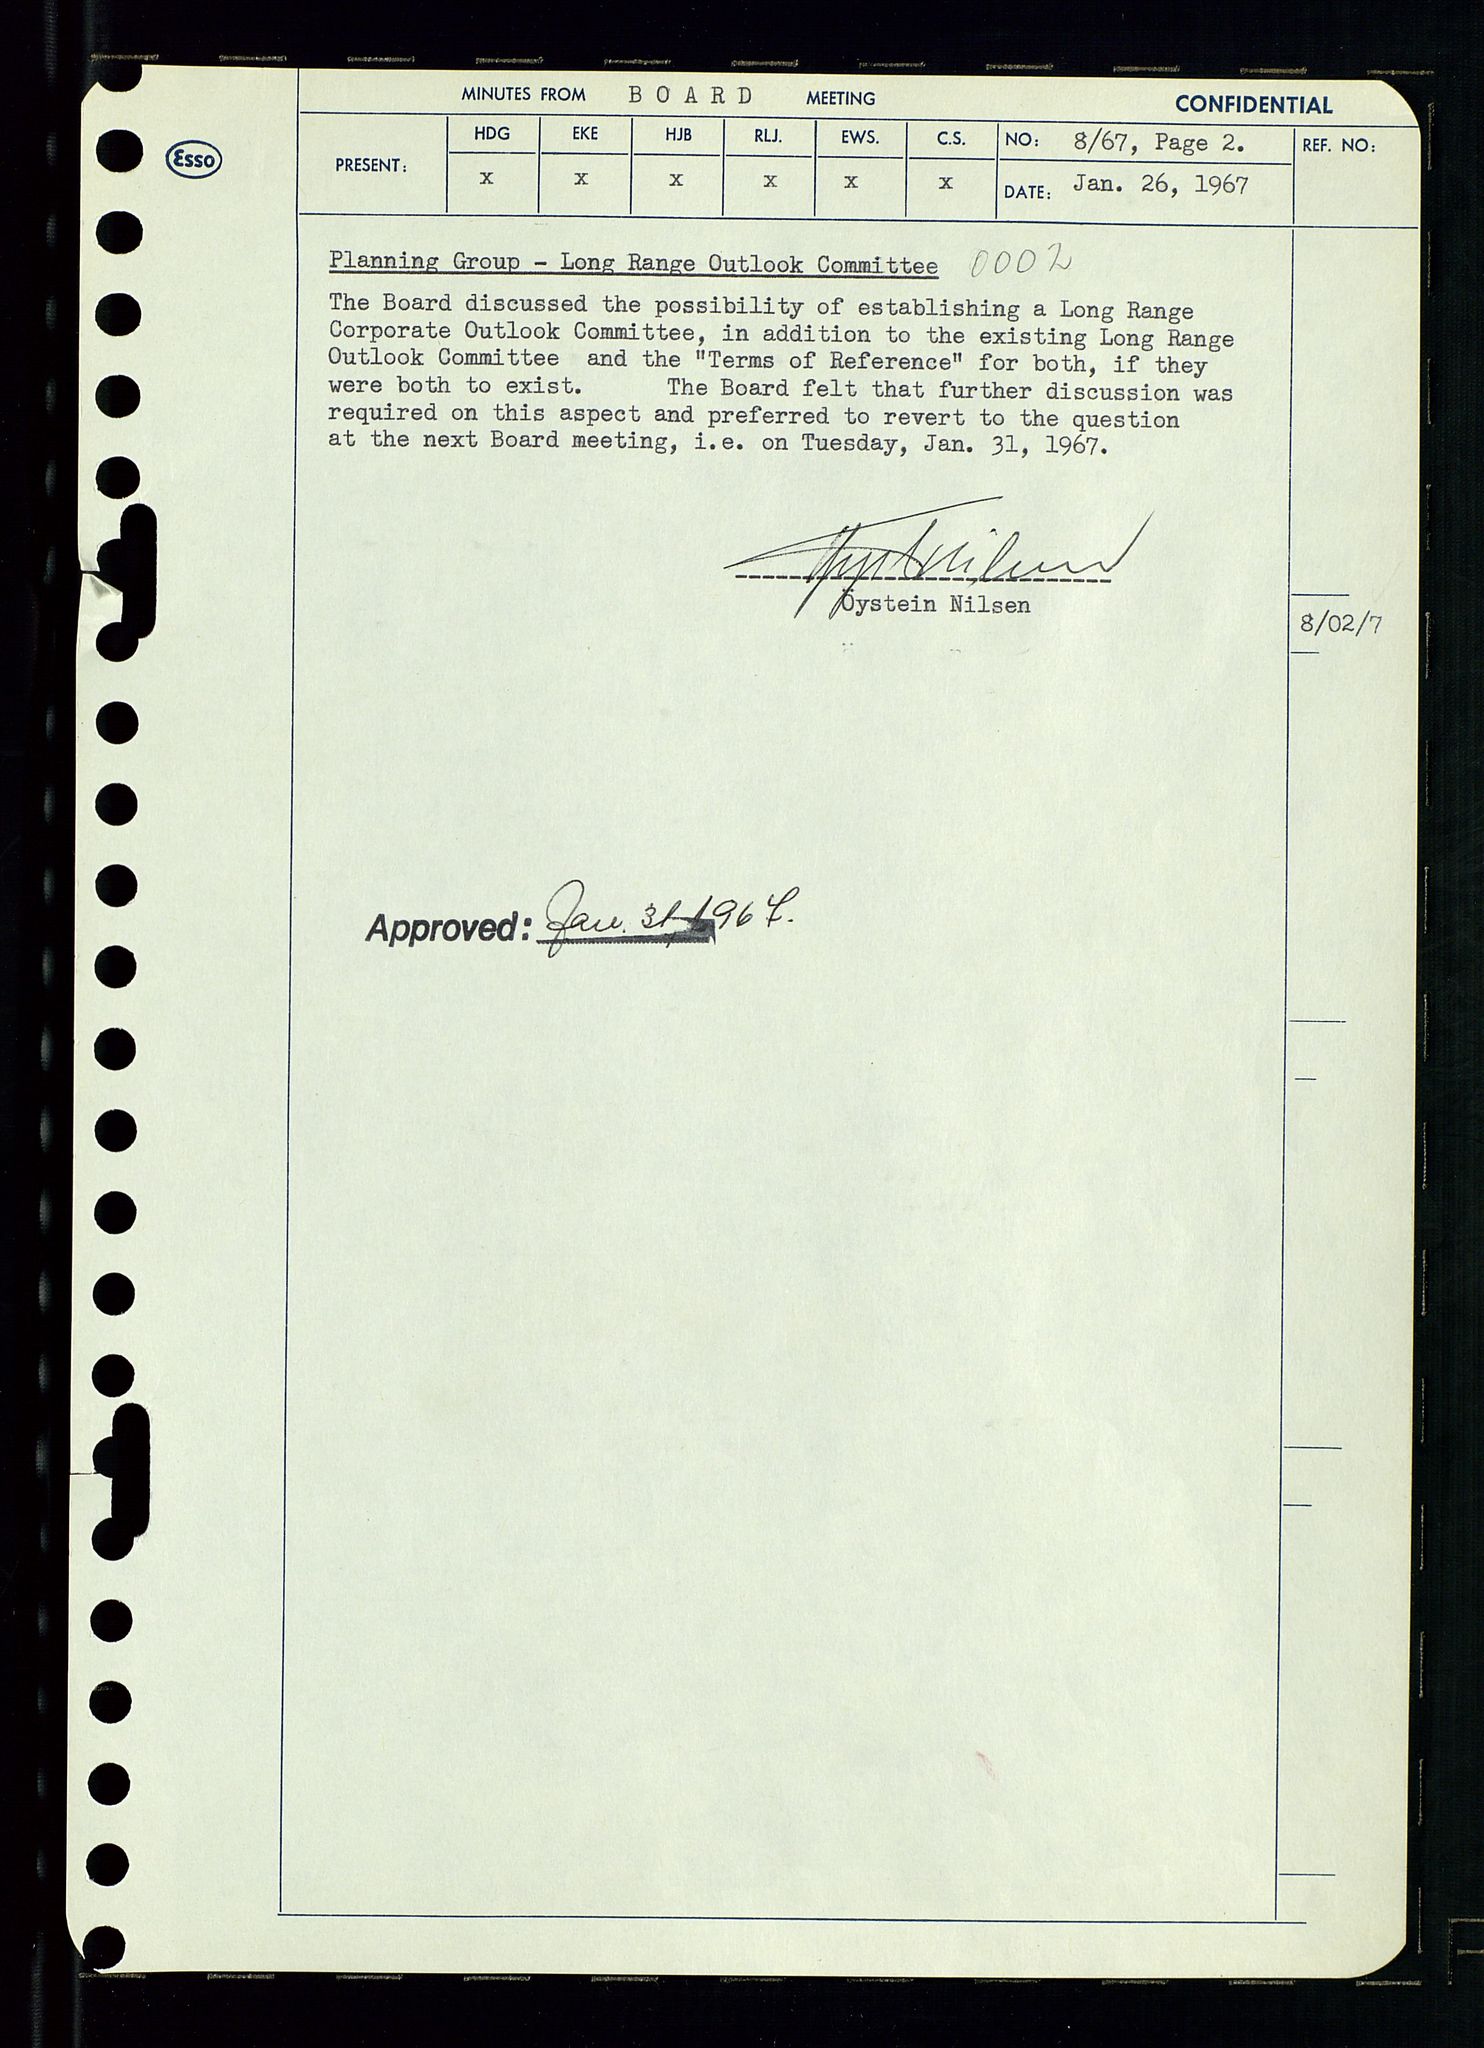 MINUTES FROM B O A R D MEETING CONFIDENTIAL
Esso
PRESENT: HDG EKE HJB RLJ. EWS. C.S. NO: 8/67, Page 2. REF. NO:
x x x x x x DATE: Jan. 26, 1967
Planning Group - Long Range Outlook Committee 0002
The Board discussed the possibility of establishing a Long Range
Corporate Outlook Committee, in addition to the existing Long Range
Outlook Committee and the "Terms of Reference" for both, if they
were both to exist. The Board felt that further discussion was
required on this aspect and preferred to revert to the question
at the next Board meeting, i.e. on Tuesday, Jan. 31, 1967.
Öystein Nilsen
8/02/7
Approved: Jan. 31, 1967.